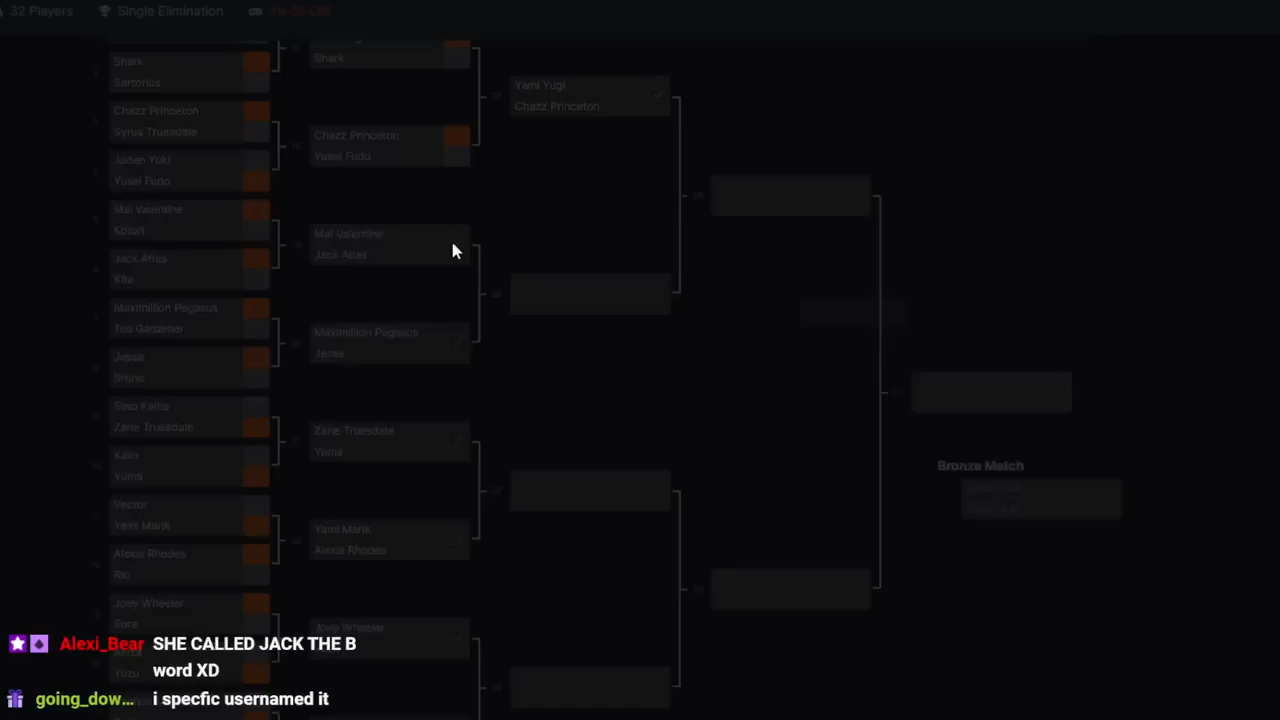 32 Players
Single Elimination
Yu-Gi-Oh!
Shark
Sartorius
Chazz Princeton
Syrus Truesdale
Jaden Yuki
Yusei Fudo
Mai Valentine
Kotori
Jack Atlas
Kite
Maximillion Pegasus
Tea Gardener
Jesse
Bruno
Seto Kaiba
Zane Truesdale
Kalin
Yuma
Vector
Yami Marik
Alexis Rhodes
Rio
Joey Wheeler
Sora
Yuzu
Shark
Chazz Princeton
Yusei Fudo
Mai Valentine
Jack Atlas
Maximillion Pegasus
Jesse
Zane Truesdale
Yuma
Yami Marik
Alexis Rhodes
Joey Wheeler
Yami Yugi
Chazz Princeton
Bronze Match
Alexi_Bear SHE CALLED JACK THE B
word XD
going_dow... i specfic usernamed it